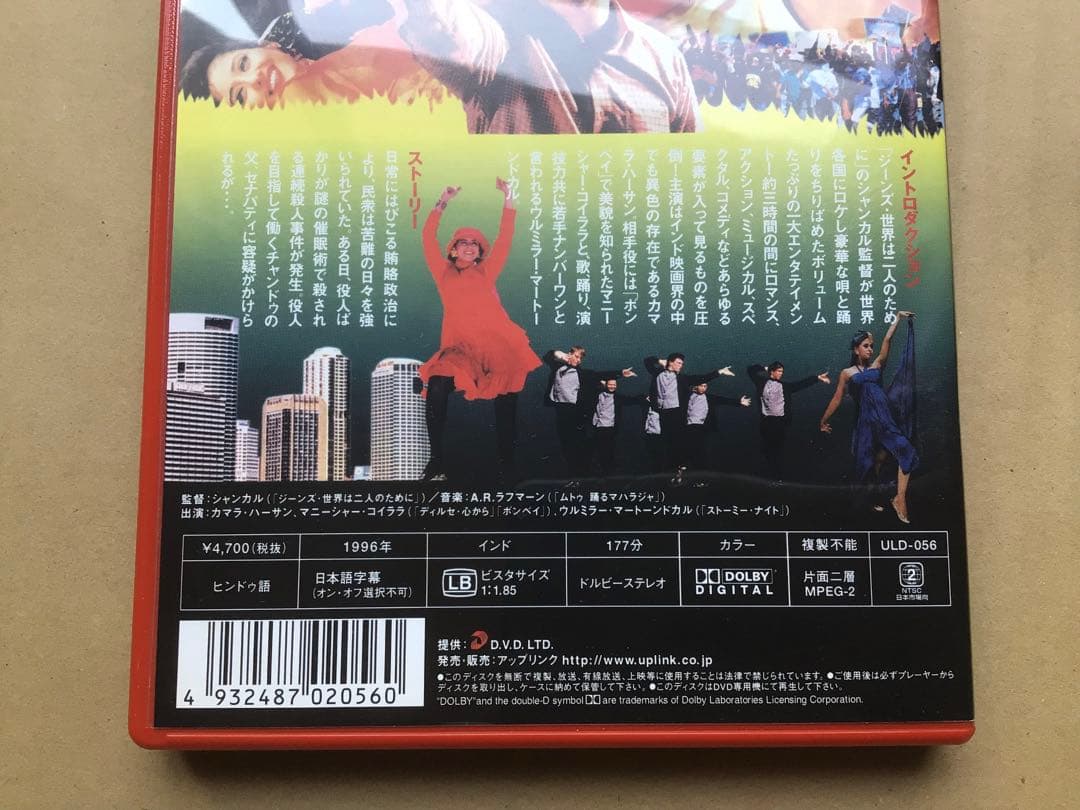 イントロダクション
「ジーンズ・世界は二人のため
に」のシャンカル監督が世界
各国にロケし豪華な唄と踊
りをちりばめたボリューム
たっぷりの一大エンタテイメン
ト！約三時間の間にロマンス、
アクション、ミュージカル、スペ
クタル、コメディなどあらゆる
要素が入って見るものを圧
倒！主演はインド映画界の中
でも異色の存在であるカマ
ラ・ハーサン。相手役には「ボン
ベイ」で美貌を知られたマニー
シャー・コイララと、歌、踊り、演
技力共に若手ナンバーワンと
言われるウルミラー・マートー
ンドカル。
ストーリー
日常にはびこる賄賂政治に
より、民衆は苦難の日々を強
いられていた。ある日、役人は
かりが謎の催眠術で殺され
る連続殺人事件が発生。役人
を目指して働くチャンドゥの
父、セナパティに容疑がかけら
れるが・・・。
監督：シャンカル（「ジーンズ・世界は二人のために」）／音楽：A.R.ラフマーン（「ムトゥ 踊るマハラジャ」）
出演：カマラ・ハーサン、マニーシャー・コイララ（「ディルセ・心から」「ボンベイ」）、ウルミラー・マートーンドカル（「ストーミー・ナイト」）
¥4,700(税抜) 1996年 インド 177分 カラー 複製不能 ULD-056
ヒンドゥ語 日本語字幕 (オン・オフ選択不可) LB ビスタサイズ 1：1.85 ドルビーステレオ DOLBY DIGITAL 片面二層 MPEG-2 2 NTSC 日本市場向
提供： D.V.D. LTD.
発売・販売：アップリンク http://www.uplink.co.jp
●このディスクを無断で複製、放送、有線放送、上映等に使用することは法律で禁じられています。●ご使用後は必ずプレーヤーから
ディスクを取り出し、ケースに納めて保管して下さい。●このディスクはDVD専用機にて再生して下さい。
"DOLBY"and the double-D symbol are trademarks of Dolby Laboratories Licensing Corporation.
4 932487 020560